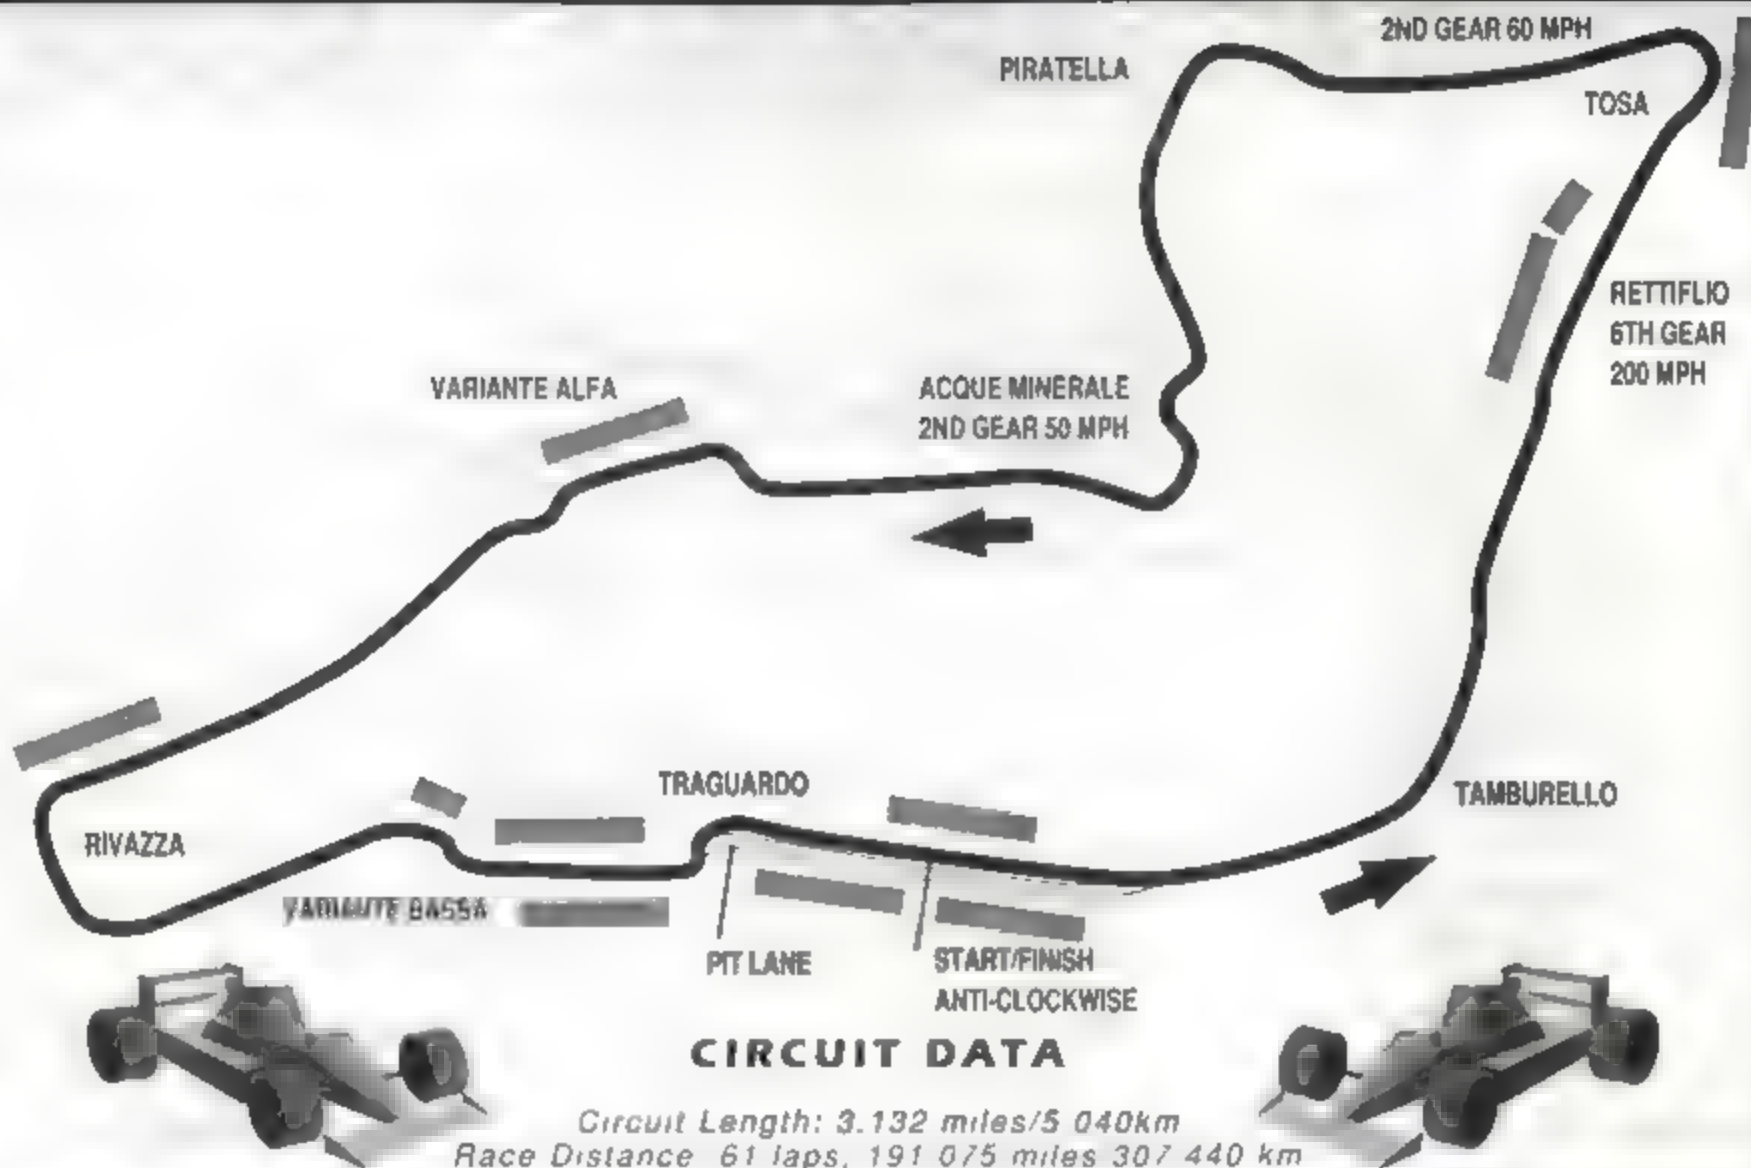 2ND GEAR 60 MPH
PIRATELLA
TOSA
RETTIFLIO
6TH GEAR
200 MPH
VARIANTE ALFA
ACQUE MINERALE
2ND GEAR 50 MPH
TRAGUARDO
TAMBURELLO
RIVAZZA
VARIANTE BASSA
PIT LANE
START/FINISH
ANTI-CLOCKWISE
CIRCUIT DATA
Circuit Length: 3.132 miles/5 040km
Race Distance 61 laps, 191 075 miles 307 440 km